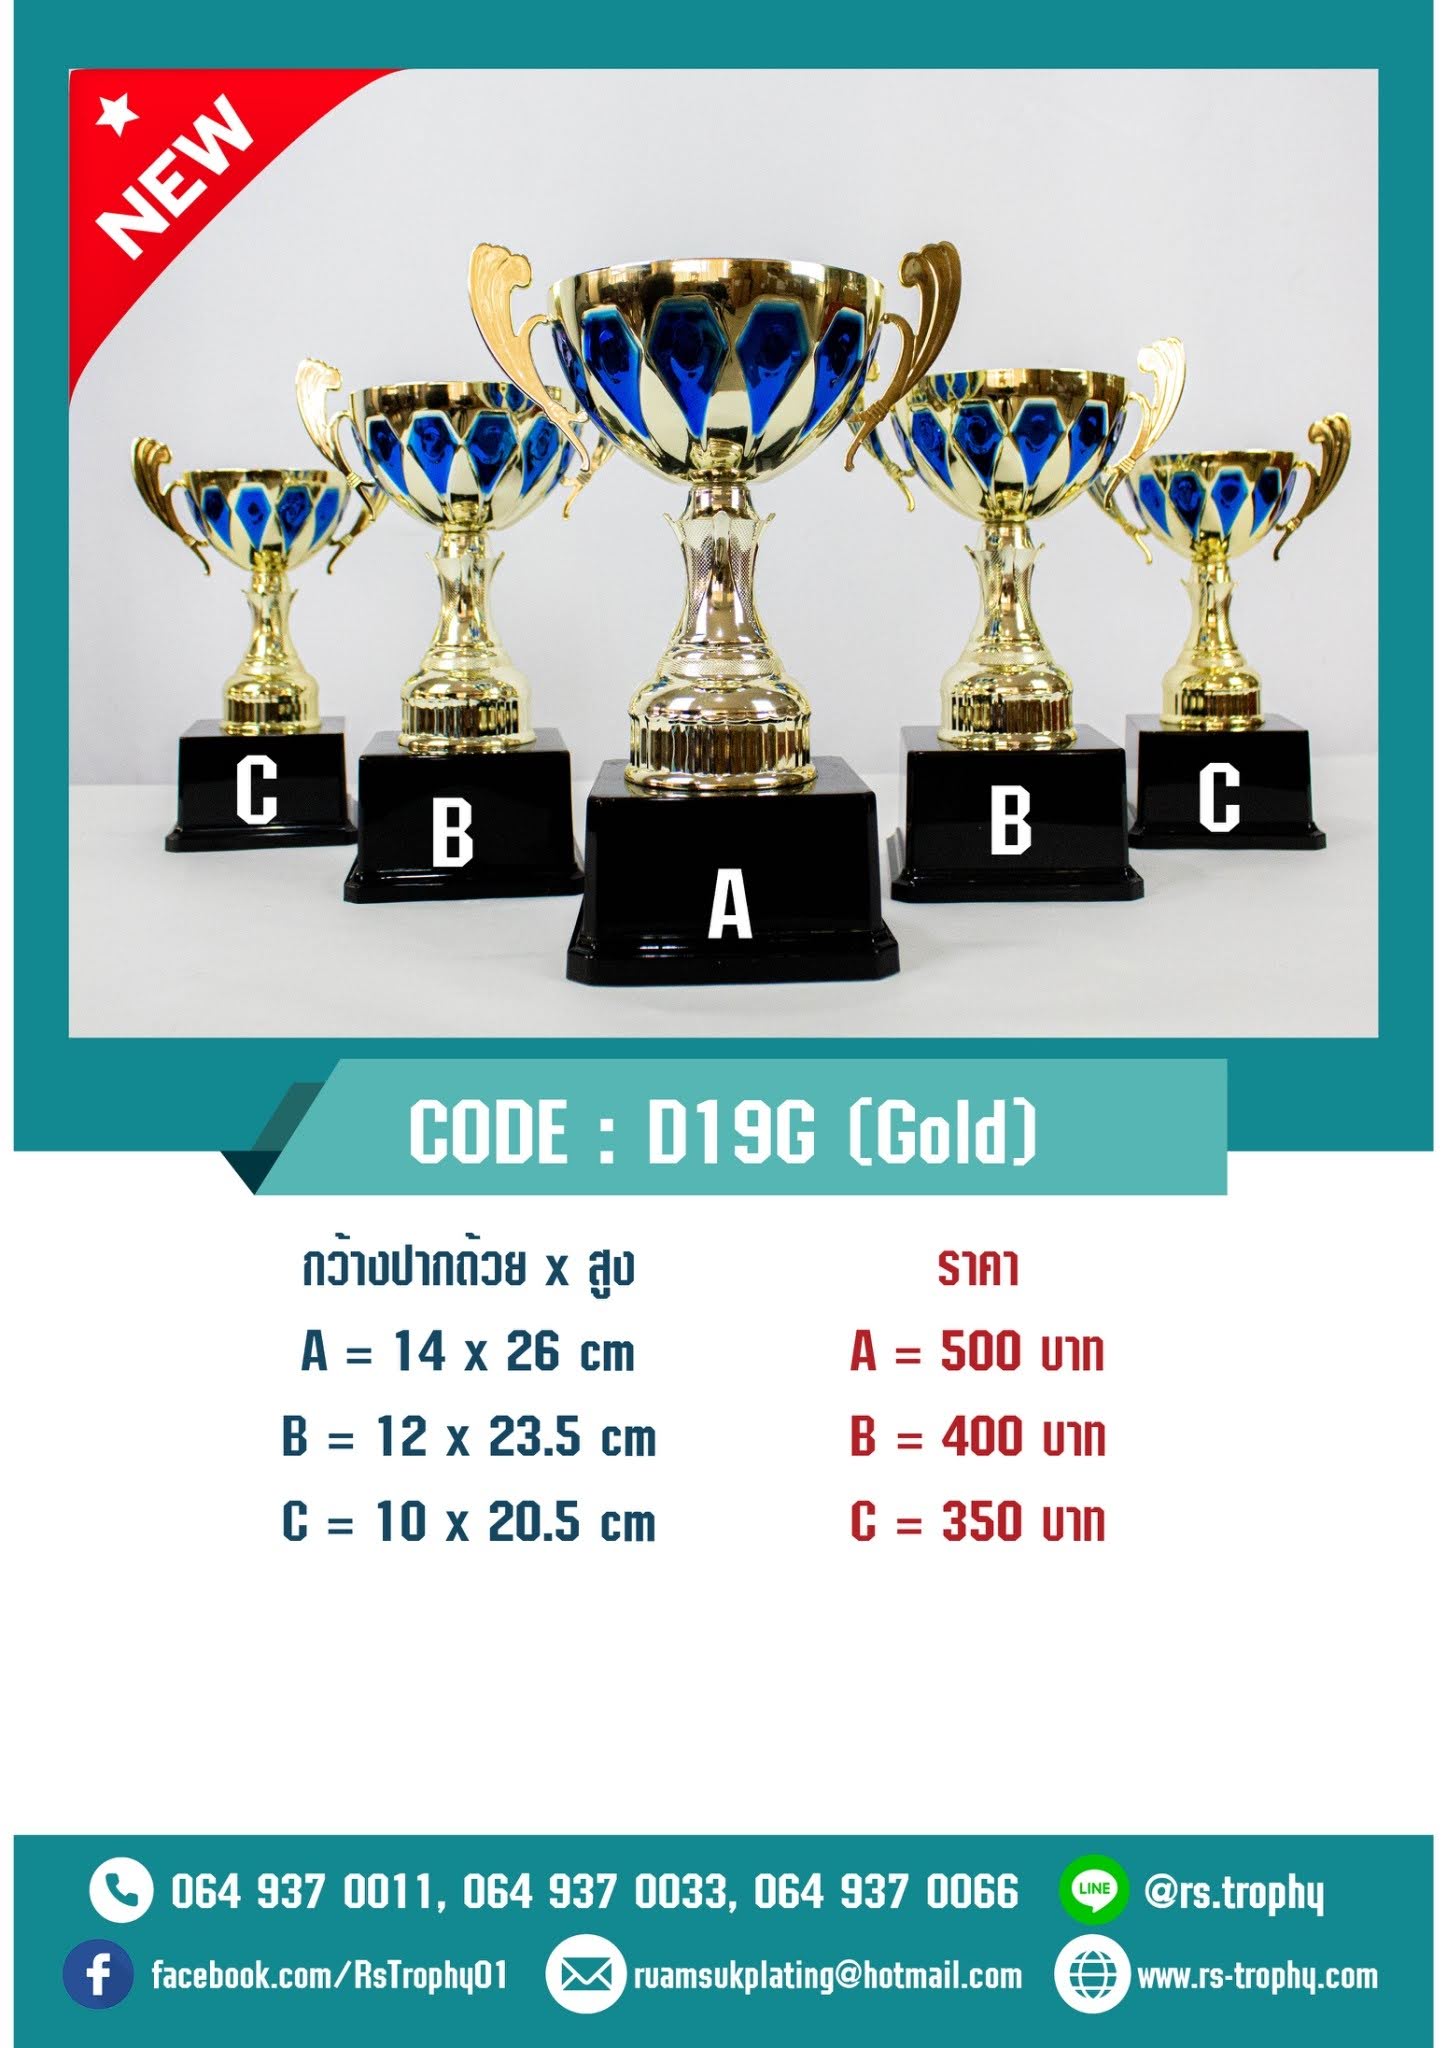 NEW
C
B
A
B
C
CODE : D19G (Gold)
กว้างปากถ้วย x สูง
A = 14 x 26 cm
B = 12 x 23.5 cm
C = 10 x 20.5 cm
ราคา
A = 500 บาท
B = 400 บาท
C = 350 บาท
064 937 0011, 064 937 0033, 064 937 0066
LINE @rs.trophy
facebook.com/RsTrophy01
ruamsukplating@hotmail.com
www.rs-trophy.com